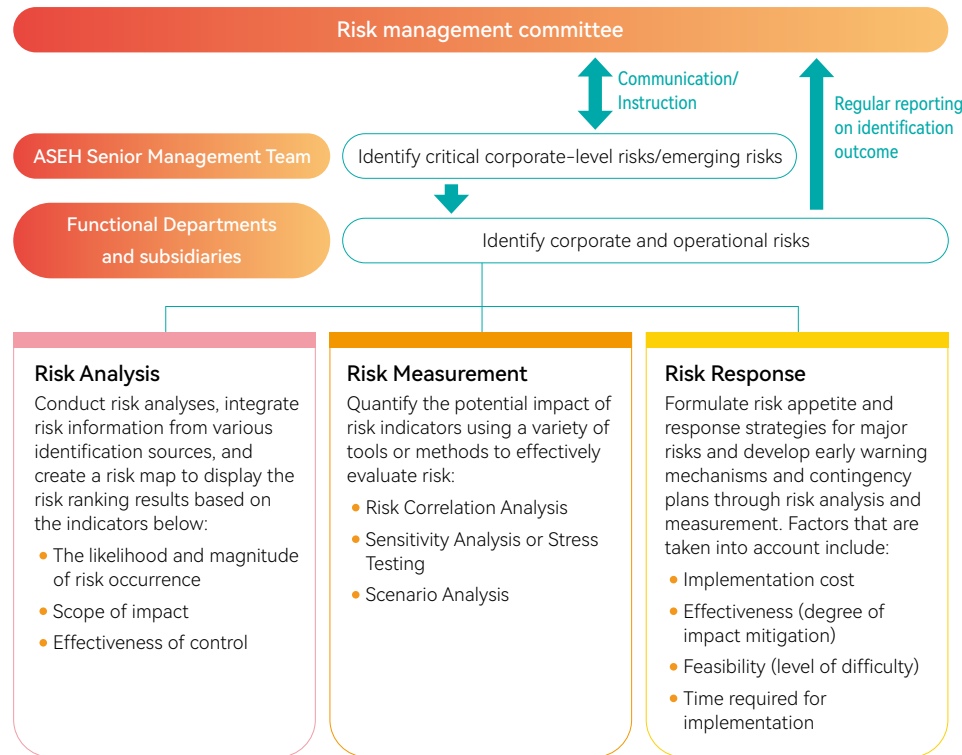 Risk management committee
Communication/
Instruction
Regular reporting
on identification
outcome
ASEH Senior Management Team
Identify critical corporate-level risks/emerging risks
Functional Departments
and subsidiaries
Identify corporate and operational risks
Risk Analysis
Conduct risk analyses, integrate
risk information from various
identification sources, and
create a risk map to display the
risk ranking results based on
the indicators below:
• The likelihood and magnitude
of risk occurrence
• Scope of impact
• Effectiveness of control
Risk Measurement
Quantify the potential impact of
risk indicators using a variety of
tools or methods to effectively
evaluate risk:
• Risk Correlation Analysis
• Sensitivity Analysis or Stress
Testing
• Scenario Analysis
Risk Response
Formulate risk appetite and
response strategies for major
risks and develop early warning
mechanisms and contingency
plans through risk analysis and
measurement. Factors that are
taken into account include:
• Implementation cost
• Effectiveness (degree of
impact mitigation)
• Feasibility (level of difficulty)
• Time required for
implementation